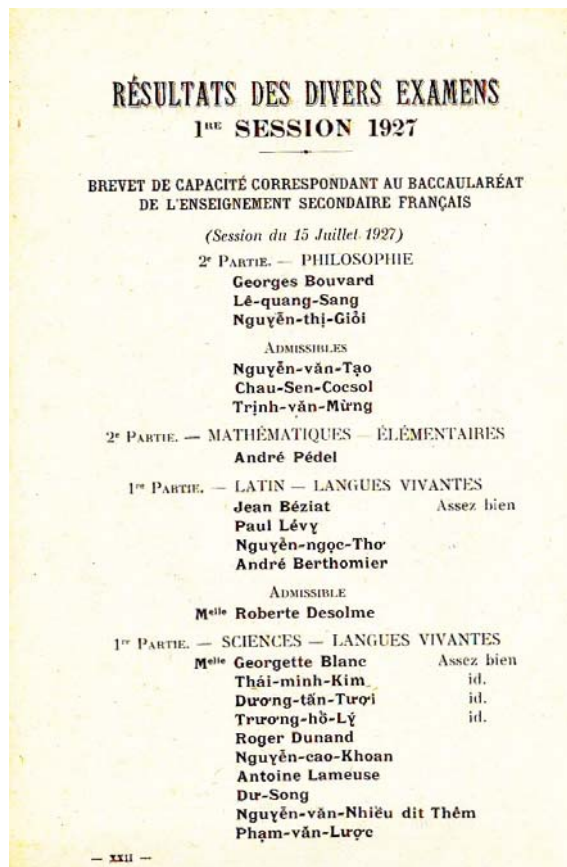 RÉSULTATS DES DIVERS EXAMENS
1RE SESSION 1927
BREVET DE CAPACITÉ CORRESPONDANT AU BACCAULARÉAT
DE L'ENSEIGNEMENT SECONDAIRE FRANÇAIS
(Session du 15 Juillet 1927)
2e PARTIE. — PHILOSOPHIE
Georges Bouvard
Lê-quang-Sang
Nguyễn-thị-Giỏi
ADMISSIBLES
Nguyễn-văn-Tạo
Chau-Sen-Cocsol
Trịnh-văn-Mừng
2e PARTIE. — MATHÉMATIQUES — ÉLÉMENTAIRES
André Pédel
1re PARTIE. — LATIN — LANGUES VIVANTES
Jean Béziat Assez bien
Paul Lévy
Nguyễn-ngọc-Thơ
André Berthomier
ADMISSIBLE
Melle Roberte Desolme
1re PARTIE. — SCIENCES — LANGUES VIVANTES
Melle Georgette Blanc Assez bien
Thái-minh-Kim id.
Dương-tấn-Tươi id.
Trương-hồ-Lý id.
Roger Dunand
Nguyễn-cao-Khoan
Antoine Lameuse
Dư-Song
Nguyễn-văn-Nhiều dit Thêm
Phạm-văn-Lược
— XXII —